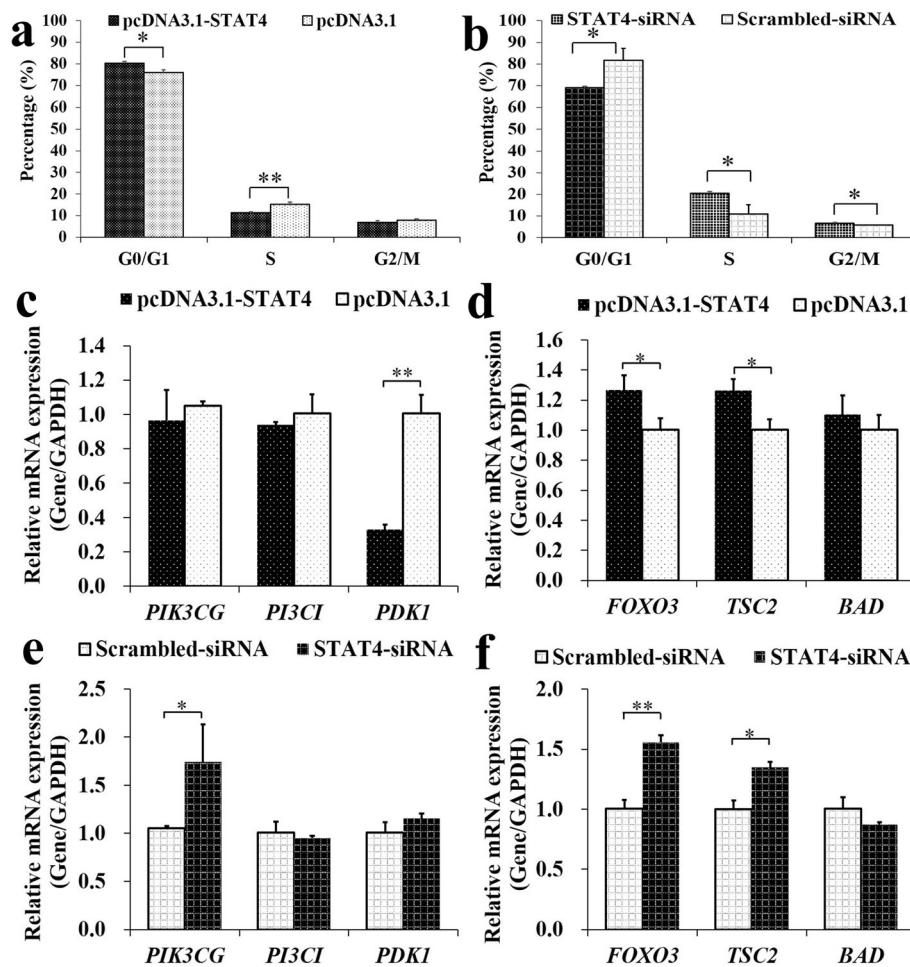 a
pcDNA3.1-STAT4 pcDNA3.1
Percentage (%)
90
80
70
60
50
40
30
20
10
0
*
**
G0/G1 S G2/M
b
STAT4-siRNA Scrambled-siRNA
Percentage (%)
100
90
80
70
60
50
40
30
20
10
0
*
*
*
G0/G1 S G2/M
c
pcDNA3.1-STAT4 pcDNA3.1
Relative mRNA expression
(Gene/GAPDH)
1.4
1.2
1.0
0.8
0.6
0.4
0.2
0.0
**
PIK3CG PI3CI PDK1
d
pcDNA3.1-STAT4 pcDNA3.1
Relative mRNA expression
(Gene/GAPDH)
1.6
1.4
1.2
1.0
0.8
0.6
0.4
0.2
0.0
*
*
FOXO3 TSC2 BAD
e
Scrambled-siRNA STAT4-siRNA
Relative mRNA expression
(Gene/GAPDH)
2.5
2.0
1.5
1.0
0.5
0.0
*
PIK3CG PI3CI PDK1
f
Scrambled-siRNA STAT4-siRNA
Relative mRNA expression
(Gene/GAPDH)
2.0
1.5
1.0
0.5
0.0
**
*
FOXO3 TSC2 BAD